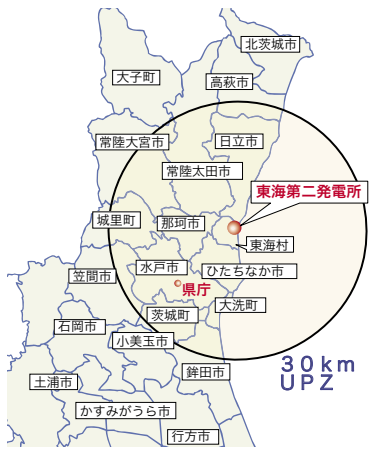 北茨城市
大子町
高萩市
常陸大宮市
日立市
常陸太田市
東海第二発電所
城里町
那珂市
東海村
水戸市
ひたちなか市
笠間市
県庁
大洗町
茨城町
石岡市
小美玉市
30km
UPZ
鉾田市
土浦市
かすみがうら市
行方市